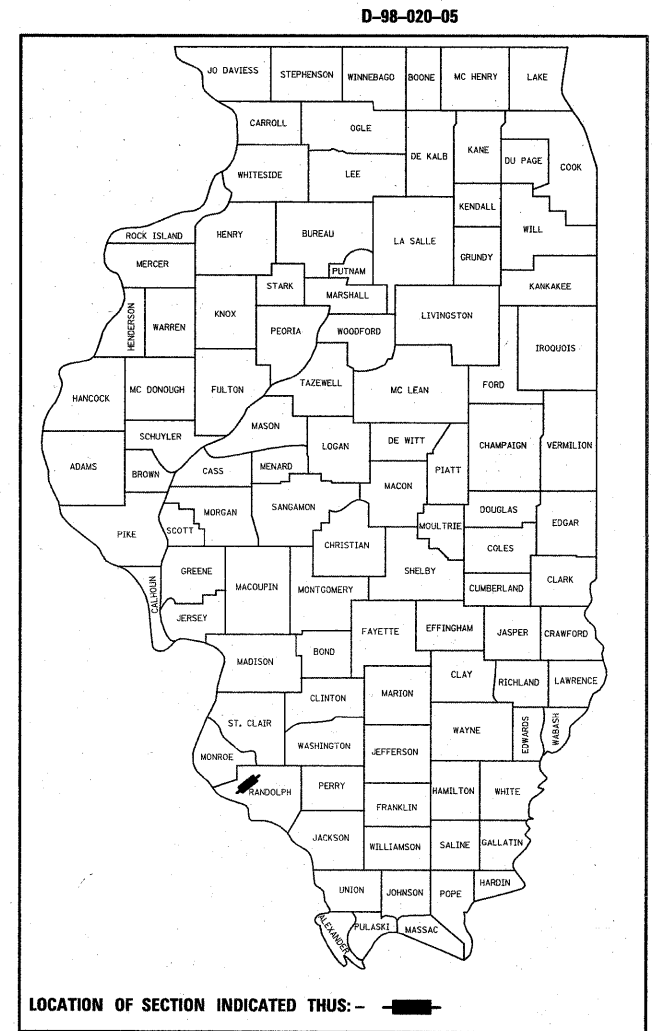 D-98-020-05
JO DAVIESS
STEPHENSON
WINNEBAGO
BOONE
MC HENRY
LAKE
CARROLL
OGLE
DE KALB
KANE
DU PAGE
COOK
WHITESIDE
LEE
KENDALL
WILL
ROCK ISLAND
HENRY
BUREAU
LA SALLE
GRUNDY
MERCER
PUTNAM
KANKAKEE
STARK
MARSHALL
HENDERSON
WARREN
KNOX
PEORIA
WOODFORD
LIVINGSTON
IROQUOIS
HANCOCK
MC DONOUGH
FULTON
TAZEWELL
MC LEAN
FORD
MASON
SCHUYLER
LOGAN
DE WITT
CHAMPAIGN
VERMILION
ADAMS
BROWN
CASS
MENARD
PIATT
MACON
MORGAN
SANGAMON
DOUGLAS
EDGAR
PIKE
SCOTT
MOULTRIE
CHRISTIAN
COLES
GREENE
MACOUPIN
MONTGOMERY
SHELBY
CUMBERLAND
CLARK
CALHOUN
JERSEY
FAYETTE
EFFINGHAM
JASPER
CRAWFORD
MADISON
BOND
CLAY
RICHLAND
LAWRENCE
CLINTON
MARION
ST. CLAIR
WAYNE
EDWARDS
WABASH
WASHINGTON
JEFFERSON
MONROE
RANDOLPH
PERRY
HAMILTON
WHITE
FRANKLIN
JACKSON
WILLIAMSON
SALINE
GALLATIN
UNION
JOHNSON
POPE
HARDIN
ALEXANDER
PULASKI
MASSAC
LOCATION OF SECTION INDICATED THUS: -